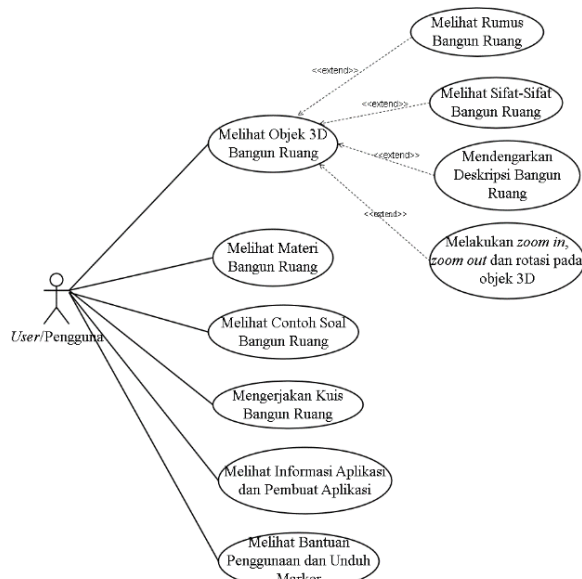 Melihat Rumus
Bangun Ruang
<<extend>>
Melihat Sifat-Sifat
Bangun Ruang
<<extend>>
Melihat Objek 3D
Bangun Ruang
<<extend>>
Mendengarkan
Deskripsi Bangun
Ruang
<<extend>>
Melakukan zoom in,
zoom out dan rotasi pada
objek 3D
Melihat Materi
Bangun Ruang
User/Pengguna
Melihat Contoh Soal
Bangun Ruang
Mengerjakan Kuis
Bangun Ruang
Melihat Informasi Aplikasi
dan Pembuat Aplikasi
Melihat Bantuan
Penggunaan dan Unduh
Marker